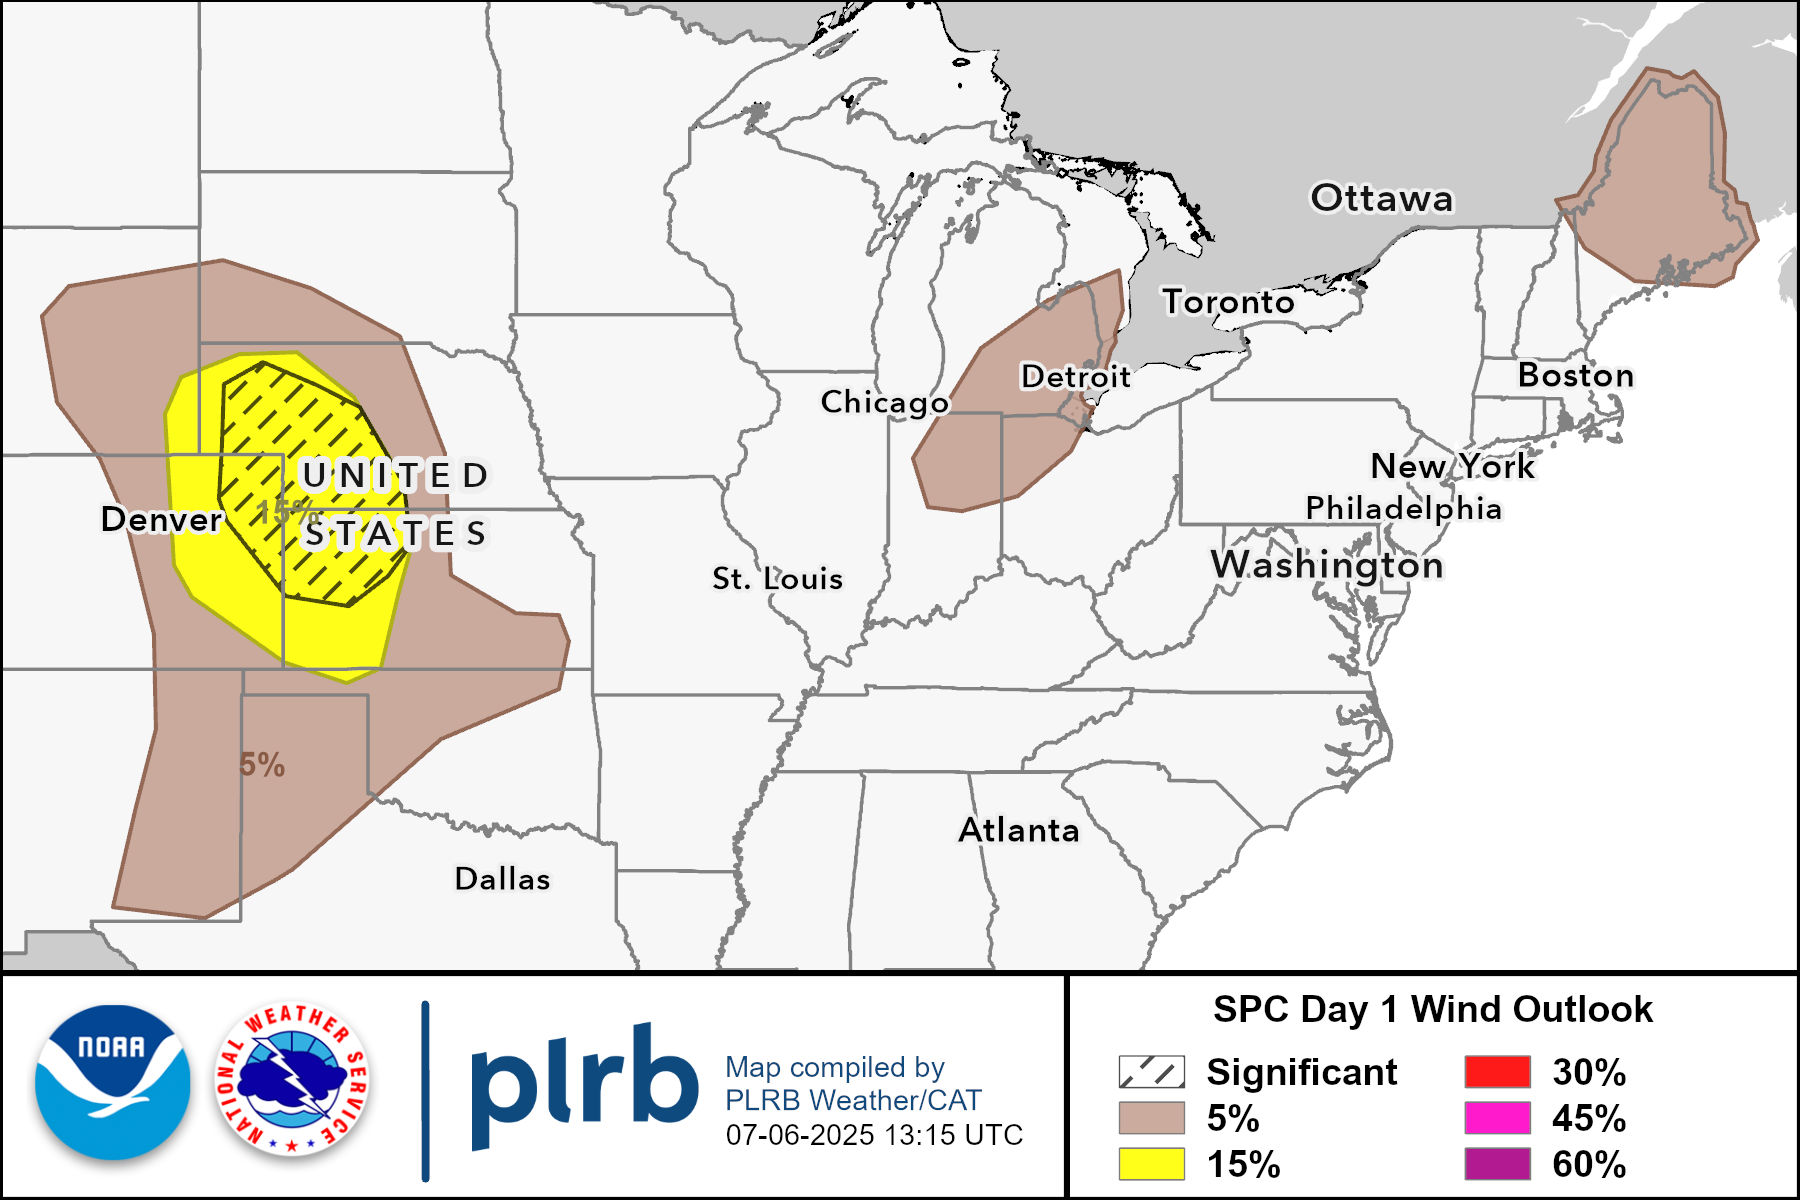 Ottawa
Toronto
Detroit
Chicago
Boston
New York
Philadelphia
Washington
UNITED
STATES
15%
Denver
St. Louis
5%
Atlanta
Dallas
NOAA
NATIONAL WEATHER SERVICE
plrb
Map compiled by
PLRB Weather/CAT
07-06-2025 13:15 UTC
SPC Day 1 Wind Outlook
Significant
5%
15%
30%
45%
60%